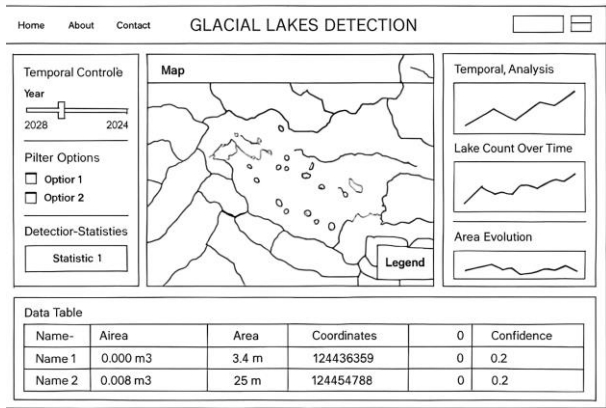 Home About Contact GLACIAL LAKES DETECTION
Temporal Controle
Year
2028 2024
Pilter Options
Optior 1
Optior 2
Detectior-Statisties
Statistic 1
Map
Legend
Temporal, Analysis
Lake Count Over Time
Area Evolution
Data Table
Name- Airea Area Coordinates 0 Confidence
Name 1 0.000 m3 3.4 m 124436359 0 0.2
Name 2 0.008 m3 25 m 124454788 0 0.2